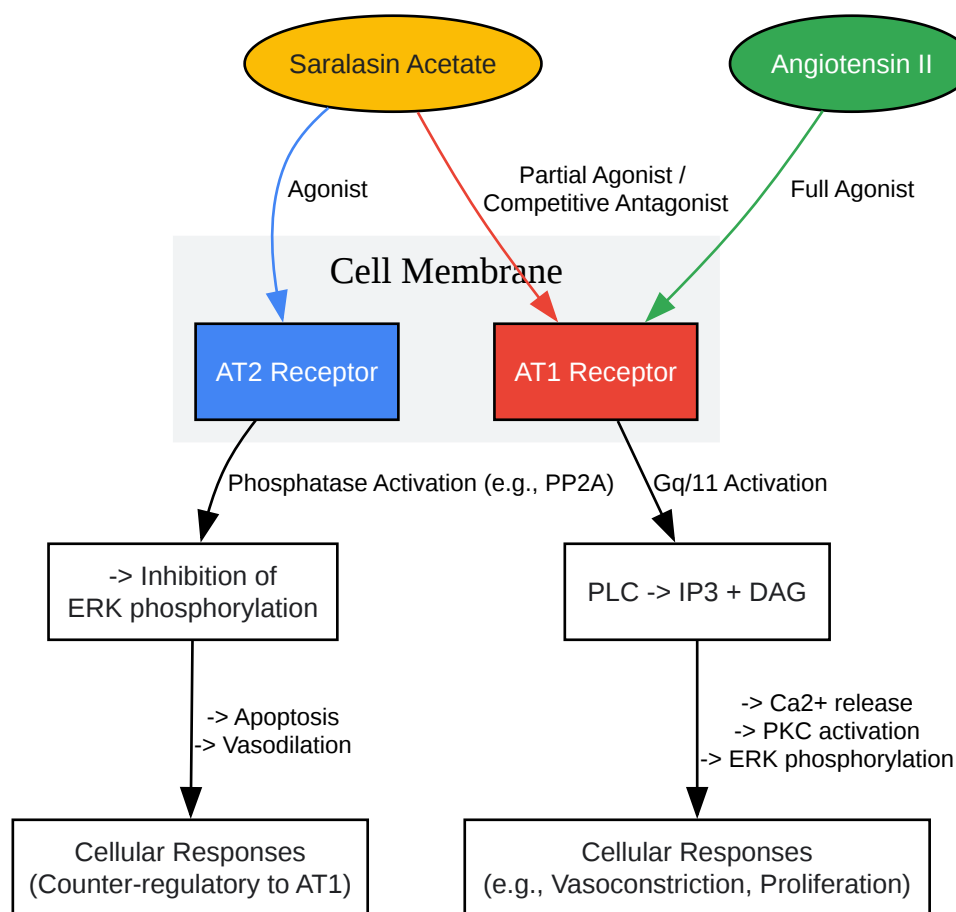 Saralasin Acetate
Angiotensin II
Agonist
Partial Agonist /
Competitive Antagonist
Full Agonist
Cell Membrane
AT2 Receptor
AT1 Receptor
Phosphatase Activation (e.g., PP2A)
Gq/11 Activation
-> Inhibition of
ERK phosphorylation
PLC -> IP3 + DAG
-> Apoptosis
-> Vasodilation
-> Ca2+ release
-> PKC activation
-> ERK phosphorylation
Cellular Responses
(Counter-regulatory to AT1)
Cellular Responses
(e.g., Vasoconstriction, Proliferation)